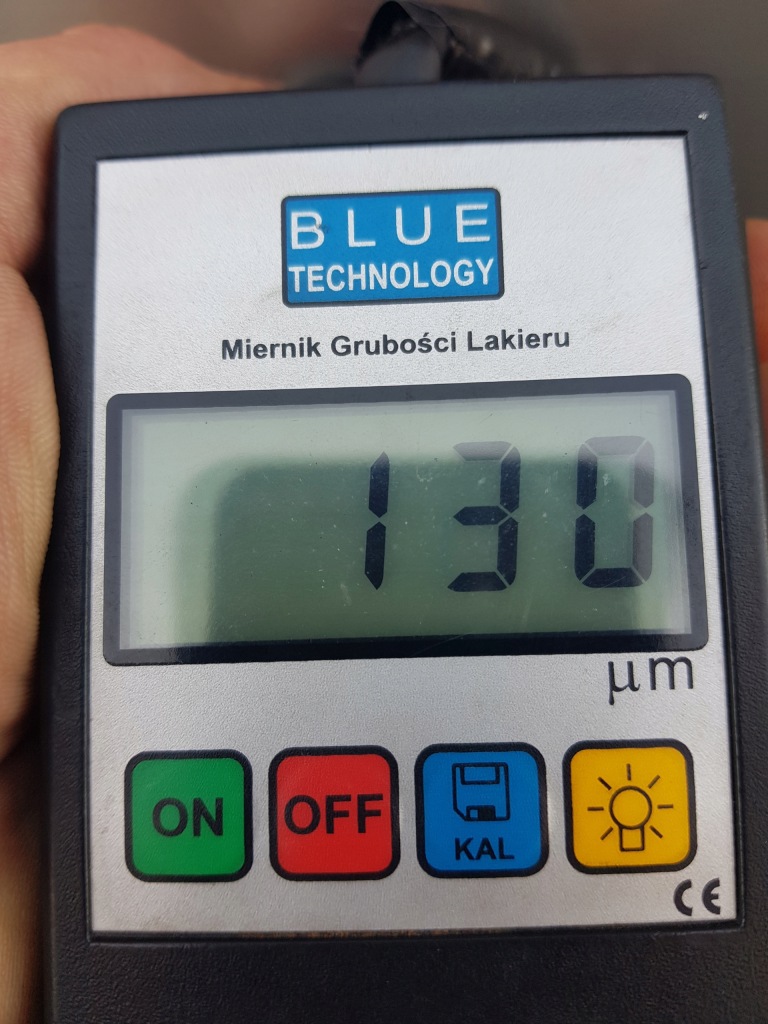 BLUE
TECHNOLOGY
Miernik Grubości Lakieru
130
µm
ON
OFF
KAL
CE